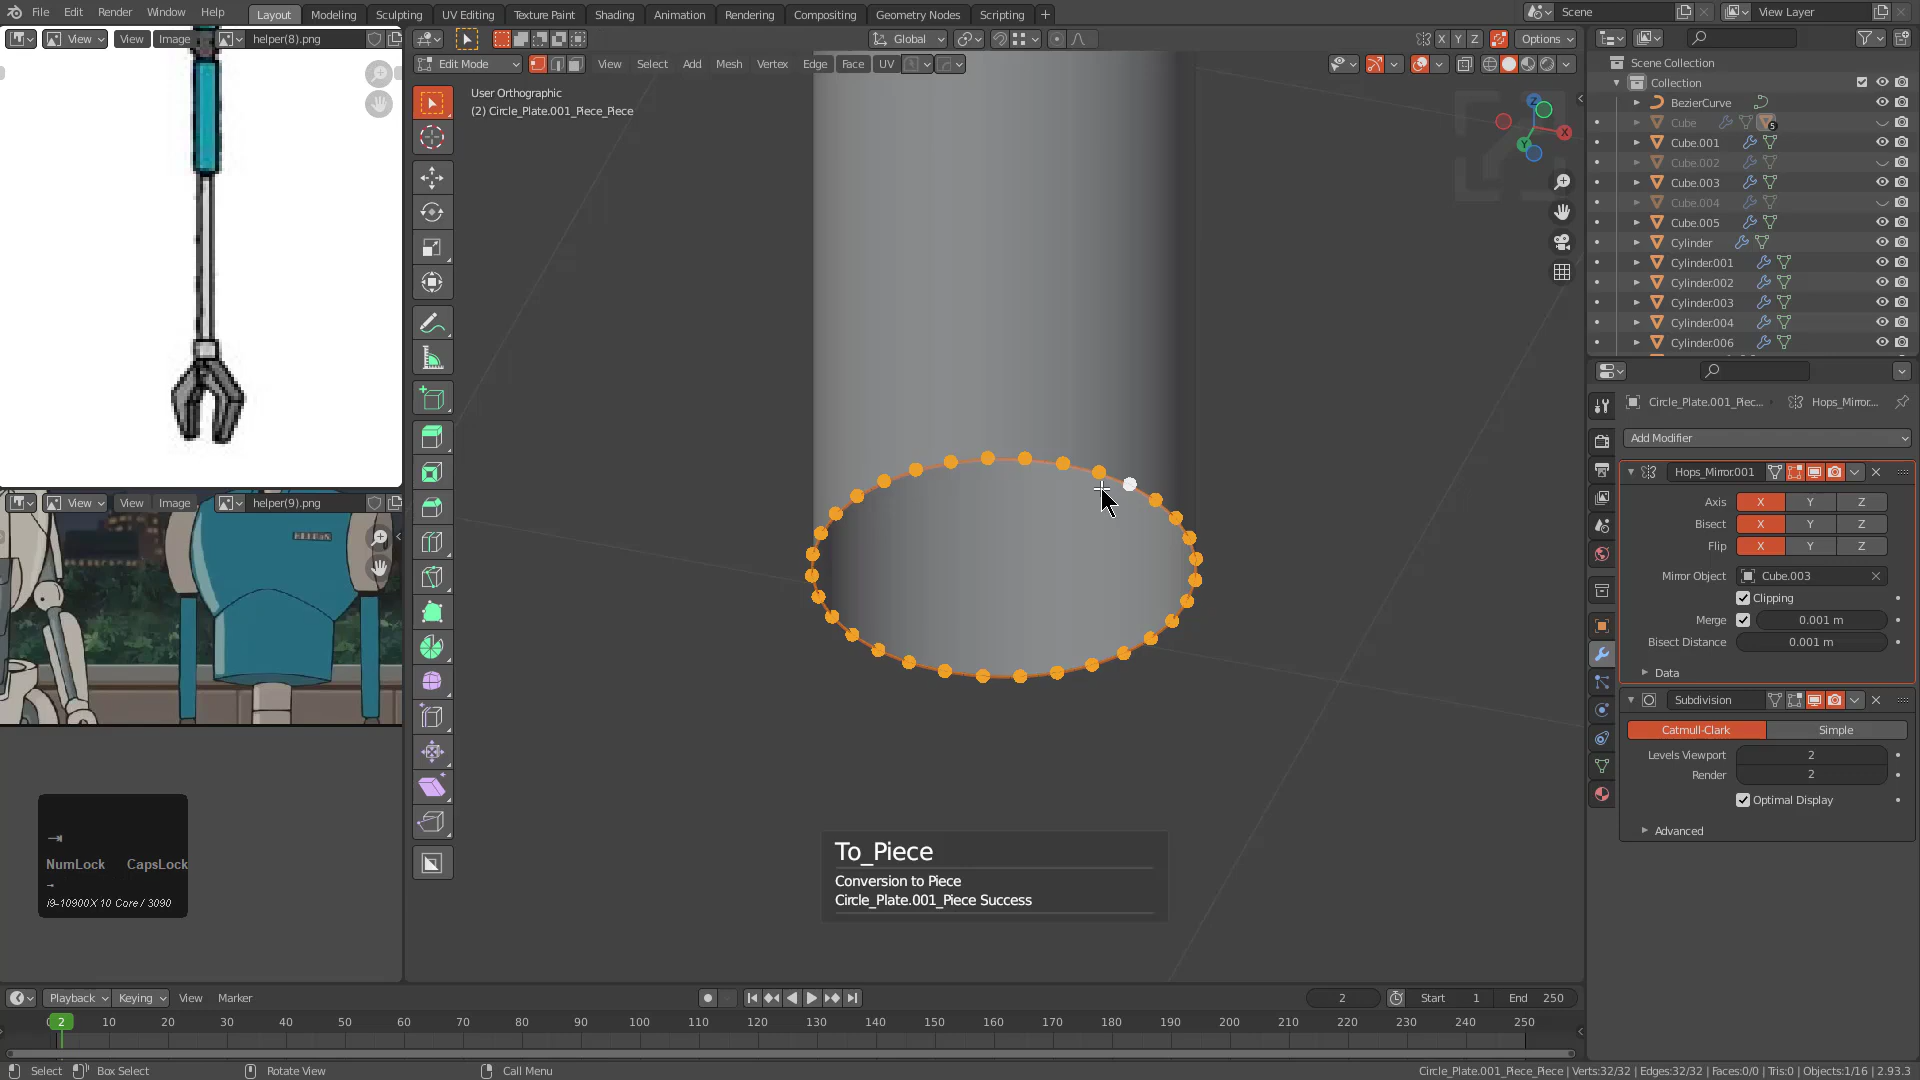 File Edit Render Window Help
Layout Modeling Sculpting UV Editing Texture Paint Shading Animation Rendering Compositing Geometry Nodes Scripting
Scene View Layer
View View Image helper(8).png
Global X Y Z Options
Edit Mode View Select Add Mesh Vertex Edge Face UV
User Orthographic
(2) Circle_Plate.001_Piece_Piece
X
Y
Z
Scene Collection
Collection
BezierCurve
Cube 5
Cube.001
Cube.002
Cube.003
Cube.004
Cube.005
Cylinder
Cylinder.001
Cylinder.002
Cylinder.003
Cylinder.004
Cylinder.006
Circle_Plate.001_Piec... Hops_Mirror....
Add Modifier
Hops_Mirror.001
Axis X Y Z
Bisect X Y Z
Flip X Y Z
Mirror Object Cube.003
Clipping
Merge 0.001 m
Bisect Distance 0.001 m
Data
Subdivision
Catmull-Clark Simple
Levels Viewport 2
Render 2
Optimal Display
Advanced
View View Image helper(9).png
NumLock CapsLock
i9-10900X 10 Core / 3090
To_Piece
Conversion to Piece
Circle_Plate.001_Piece Success
Playback Keying View Marker
2 Start 1 End 250
2 10 20 30 40 50 60 70 80 90 100 110 120 130 140 150 160 170 180 190 200 210 220 230 240 250
Select Box Select Rotate View Call Menu
Circle_Plate.001_Piece_Piece | Verts:32/32 | Edges:32/32 | Faces:0/0 | Tris:0 | Objects:1/16 | 2.93.3